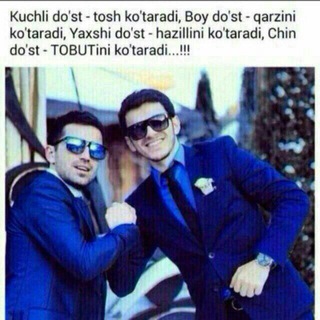 Kuchli do'st - tosh ko'taradi, Boy do'st - qarzini
ko'taradi, Yaxshi do'st - hazillini ko'taradi, Chin
do'st - TOBUTini ko'taradi...!!!